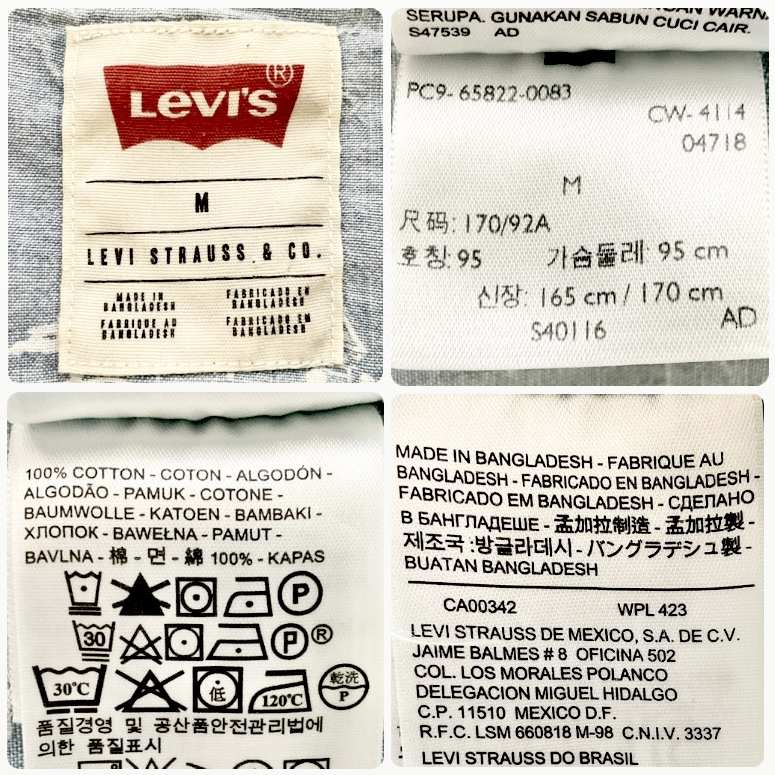 LEVI'S ®
M
LEVI STRAUSS & CO.
MADE IN BANGLADESH
FABRICADO EN BANGLADESH
FABRIQUE AU BANGLADESH
FABRICADO EM BANGLADESH
SERUPA. GUNAKAN SABUN CUCI CAIR.
S47539 AD
PC9- 65822-0083
CW- 4114
04718
M
尺码: 170/92A
호칭: 95 가슴둘레: 95 cm
신장: 165 cm / 170 cm
S40116 AD
100% COTTON - COTON - ALGODÓN -
ALGODÃO - PAMUK - COTONE -
BAUMWOLLE - KATOEN - BAMBAKI -
ХЛОПОК - BAWEŁNA - PAMUT -
BAVLNA - 棉 - 면 - 綿 100% - KAPAS
P
30 P ®
30°C 低 120°C 乾洗 P
품질경영 및 공산품안전관리법에
의한 품질표시
MADE IN BANGLADESH - FABRIQUE AU
BANGLADESH - FABRICADO EN BANGLADESH -
FABRICADO EM BANGLADESH - СДЕЛАНО
В БАНГЛАДЕШЕ - 孟加拉制造 - 孟加拉製 -
제조국 :방글라데시 - バングラデシュ製 -
BUATAN BANGLADESH
CA00342 WPL 423
LEVI STRAUSS DE MEXICO, S.A. DE C.V.
JAIME BALMES # 8 OFICINA 502
COL. LOS MORALES POLANCO
DELEGACION MIGUEL HIDALGO
C.P. 11510 MEXICO D.F.
R.F.C. LSM 660818 M-98 C.N.I.V. 3337
LEVI STRAUSS DO BRASIL